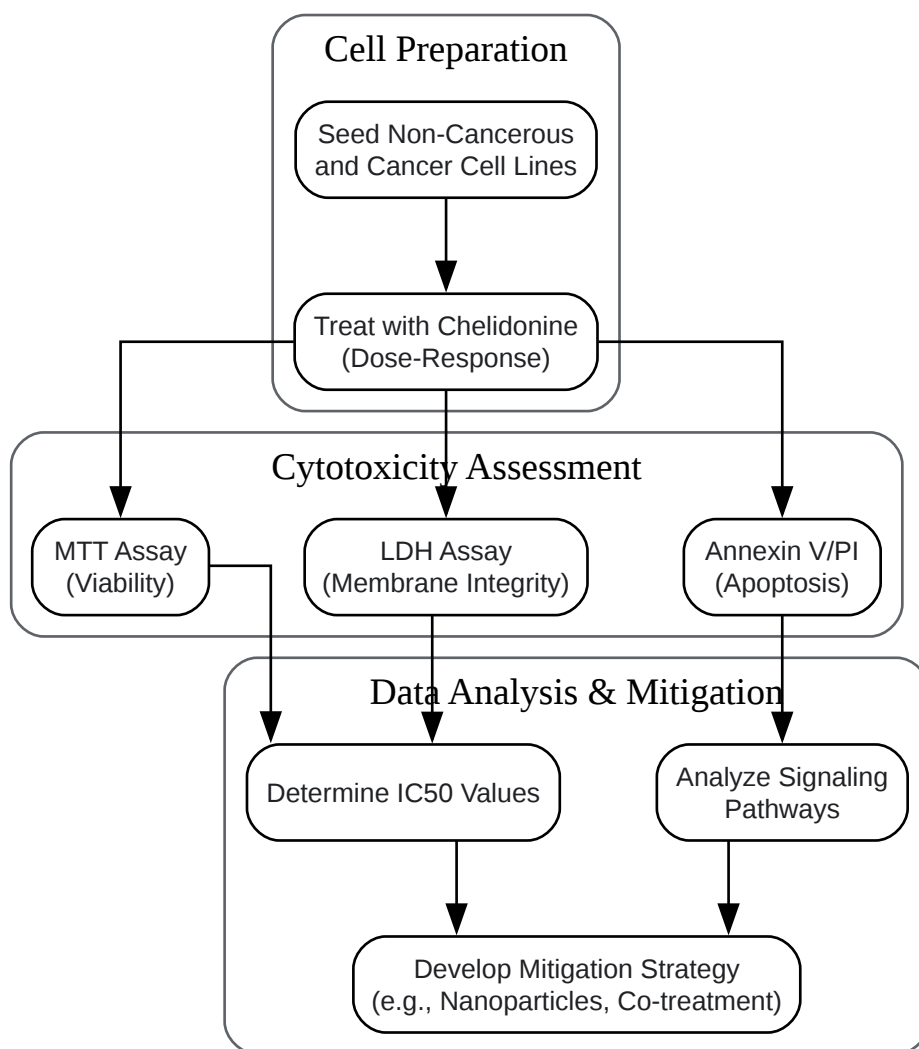 Cell Preparation
Seed Non-Cancerous
and Cancer Cell Lines
Treat with Chelidonine
(Dose-Response)
Cytotoxicity Assessment
MTT Assay
(Viability)
LDH Assay
(Membrane Integrity)
Annexin V/PI
(Apoptosis)
Data Analysis & Mitigation
Determine IC50 Values
Analyze Signaling
Pathways
Develop Mitigation Strategy
(e.g., Nanoparticles, Co-treatment)